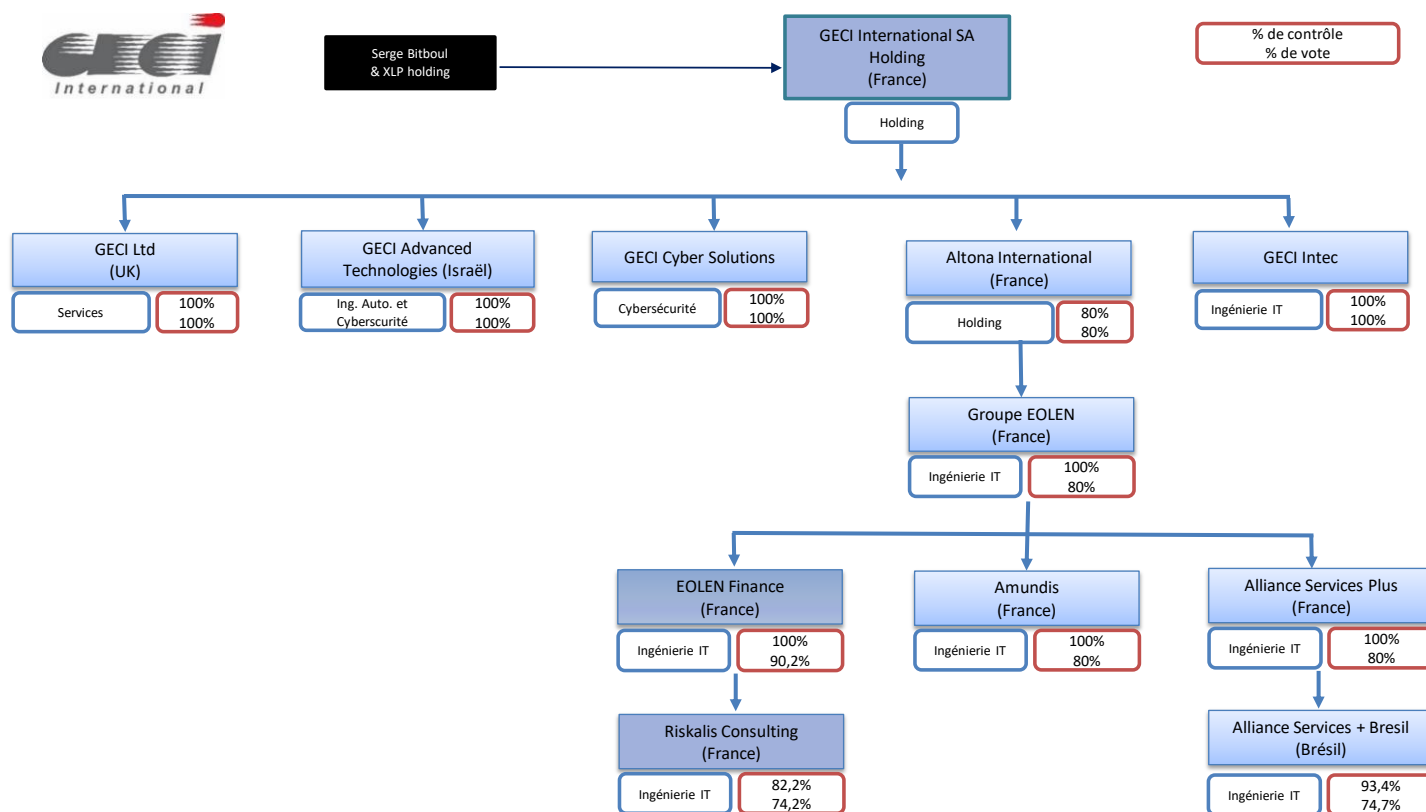 GECI
International
Serge Bitboul
& XLP holding
GECI International SA
Holding
(France)
% de contrôle
% de vote
Holding
GECI Ltd
(UK)
Services
100%
100%
GECI Advanced
Technologies (Israël)
Ing. Auto. et
Cyberscurité
100%
100%
GECI Cyber Solutions
Cybersécurité
100%
100%
Altona International
(France)
Holding
80%
80%
GECI Intec
Ingénierie IT
100%
100%
Groupe EOLEN
(France)
Ingénierie IT
100%
80%
EOLEN Finance
(France)
Ingénierie IT
100%
90,2%
Amundis
(France)
Ingénierie IT
100%
80%
Alliance Services Plus
(France)
Ingénierie IT
100%
80%
Riskalis Consulting
(France)
Ingénierie IT
82,2%
74,2%
Alliance Services + Bresil
(Brésil)
Ingénierie IT
93,4%
74,7%